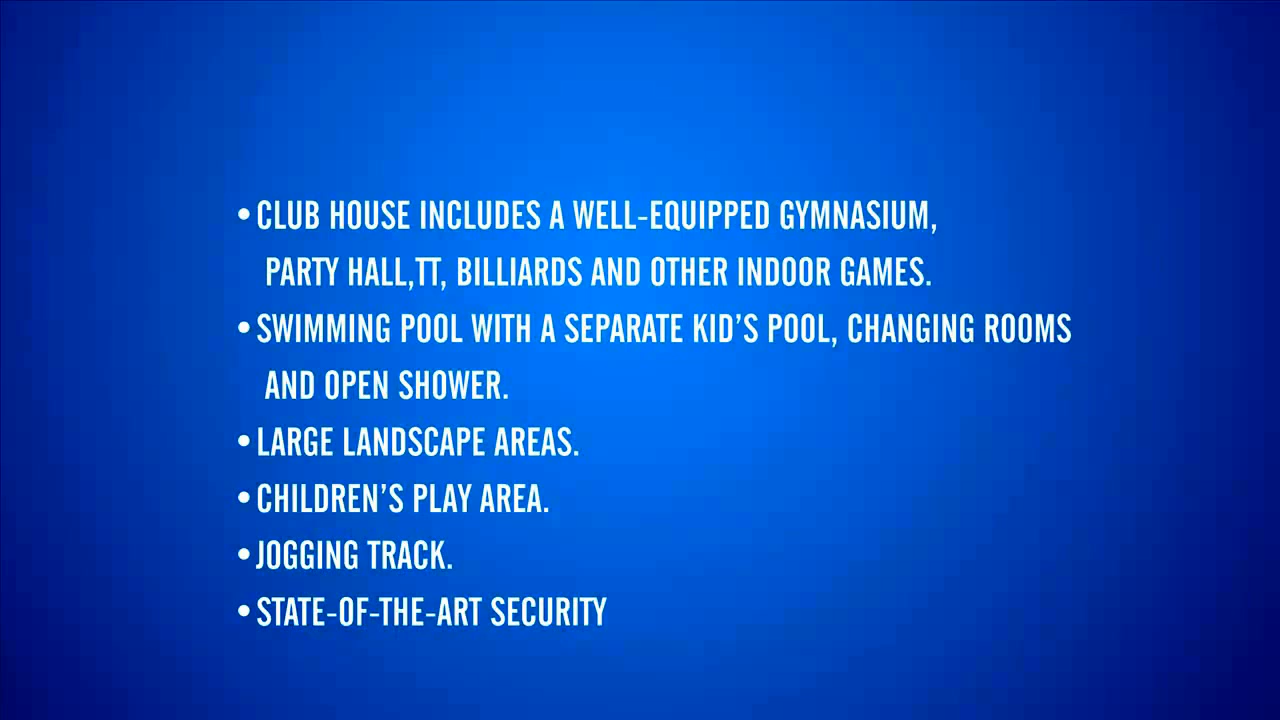 •CLUB HOUSE INCLUDES A WELL-EQUIPPED GYMNASIUM,
PARTY HALL,TT, BILLIARDS AND OTHER INDOOR GAMES.
•SWIMMING POOL WITH A SEPARATE KID’S POOL, CHANGING ROOMS
AND OPEN SHOWER.
•LARGE LANDSCAPE AREAS.
•CHILDREN’S PLAY AREA.
•JOGGING TRACK.
•STATE-OF-THE-ART SECURITY